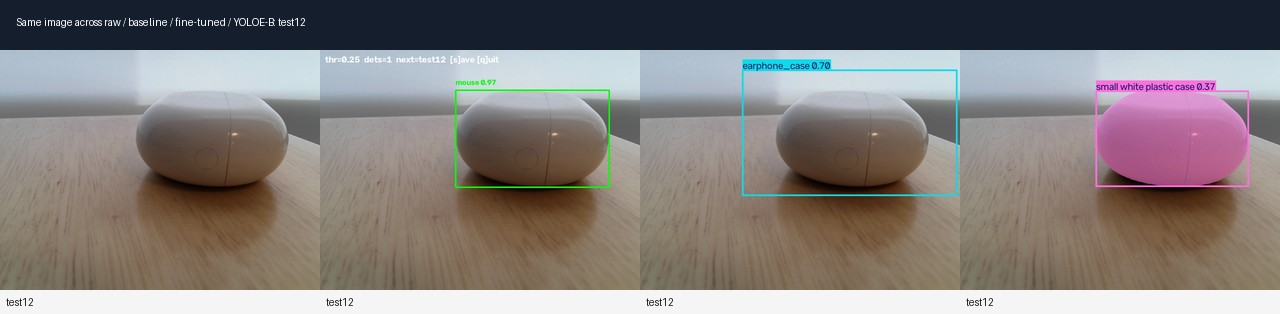 Same image across raw / baseline / fine-tuned / YOLOE-B: test12
thr=0.25 dets=1 next=test12 [s]ave [q]uit
mouse 0.97
earphone_case 0.70
small white plastic case 0.37
test12
test12
test12
test12